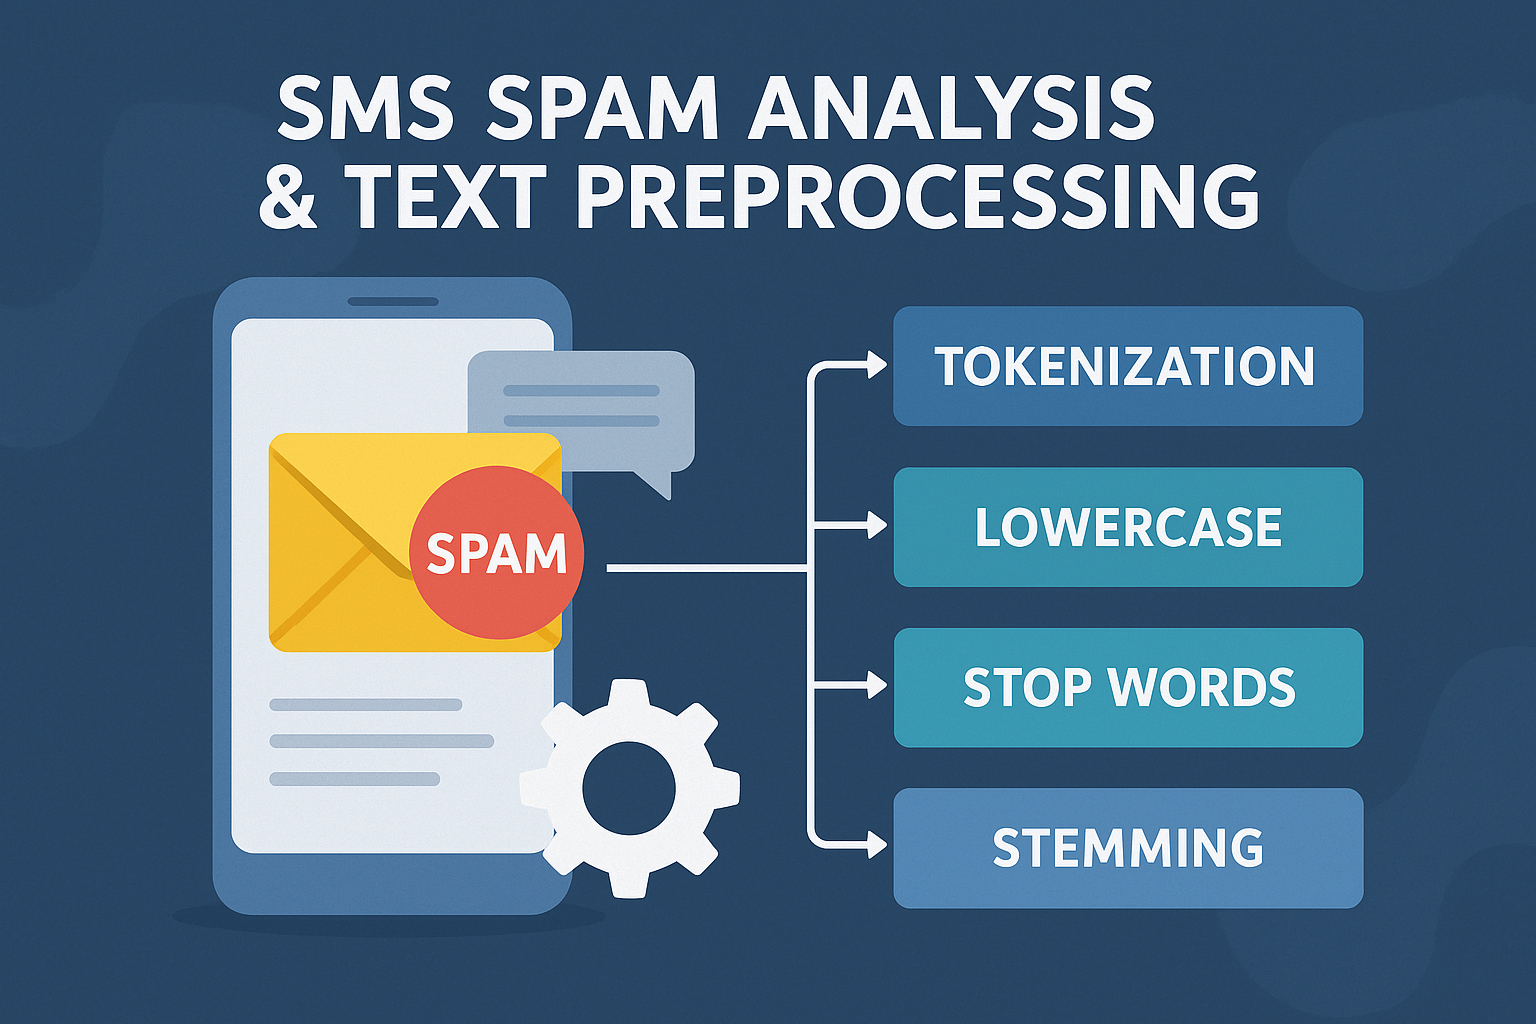 SMS SPAM ANALYSIS
& TEXT PREPROCESSING
SPAM
TOKENIZATION
LOWERCASE
STOP WORDS
STEMMING